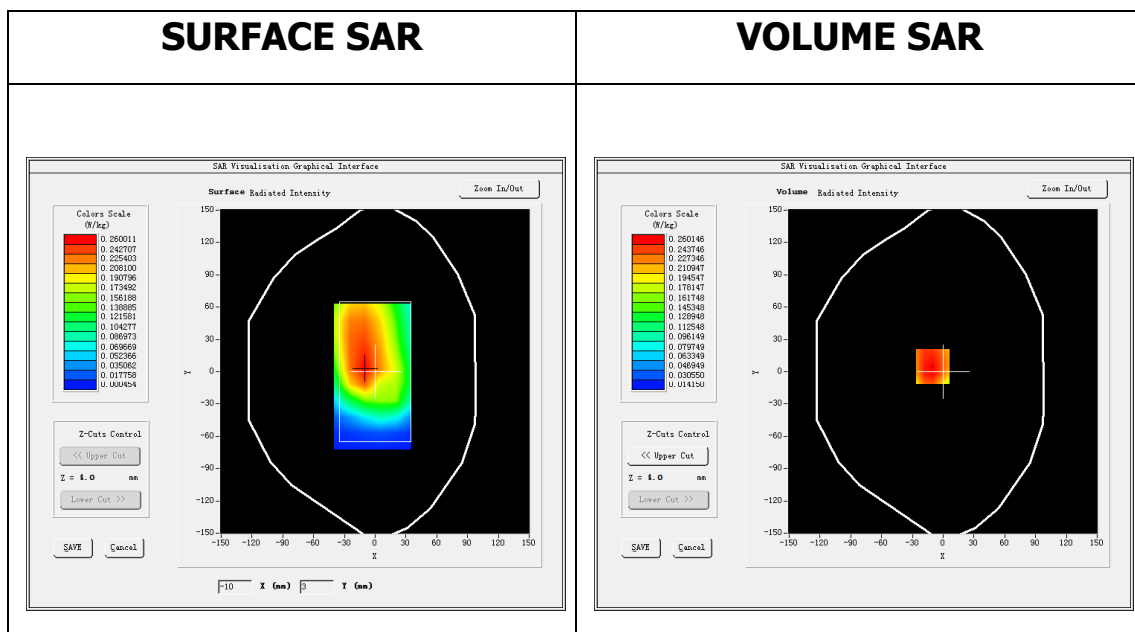 SURFACE SAR
VOLUME SAR
SAR Visualisation Graphical Interface
Surface Radiated Intensity
Zoom In/Out
Colors Scale
(W/kg)
0.260011
0.242707
0.225403
0.208100
0.190796
0.173492
0.156188
0.138885
0.121581
0.104277
0.086973
0.069669
0.052366
0.035062
0.017758
0.000454
Z-Cuts Control
<< Upper Cut
Z = 4.0 mm
Lower Cut >>
SAVE
Cancel
150
120
90
60
30
0
-30
-60
-90
-120
-150
Y
-150 -120 -90 -60 -30 0 30 60 90 120 150
X
-10 X (mm) 3 Y (mm)
SAR Visualisation Graphical Interface
Volume Radiated Intensity
Zoom In/Out
Colors Scale
(W/kg)
0.260146
0.243746
0.227346
0.210947
0.194547
0.178147
0.161748
0.145348
0.128948
0.112548
0.096149
0.079749
0.063349
0.046949
0.030550
0.014150
Z-Cuts Control
<< Upper Cut
Z = 4.0 mm
Lower Cut >>
SAVE
Cancel
150
120
90
60
30
0
-30
-60
-90
-120
-150
Y
-150 -120 -90 -60 -30 0 30 60 90 120 150
X